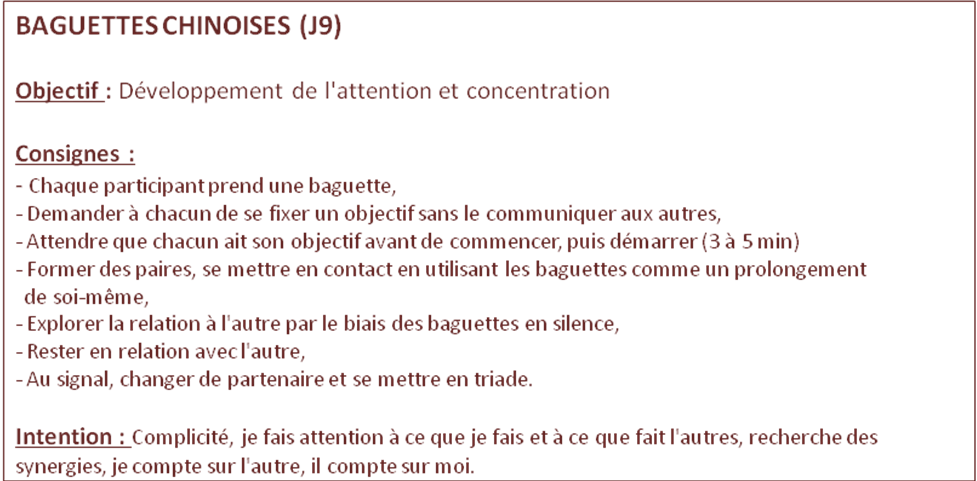 BAGUETTES CHINOISES (J9)
Objectif : Développement de l'attention et concentration
Consignes :
- Chaque participant prend une baguette,
- Demander à chacun de se fixer un objectif sans le communiquer aux autres,
- Attendre que chacun ait son objectif avant de commencer, puis démarrer (3 à 5 min)
- Former des paires, se mettre en contact en utilisant les baguettes comme un prolongement
de soi-même,
- Explorer la relation à l'autre par le biais des baguettes en silence,
- Rester en relation avec l'autre,
- Au signal, changer de partenaire et se mettre en triade.
Intention : Complicité, je fais attention à ce que je fais et à ce que fait l'autres, recherche des
synergies, je compte sur l'autre, il compte sur moi.